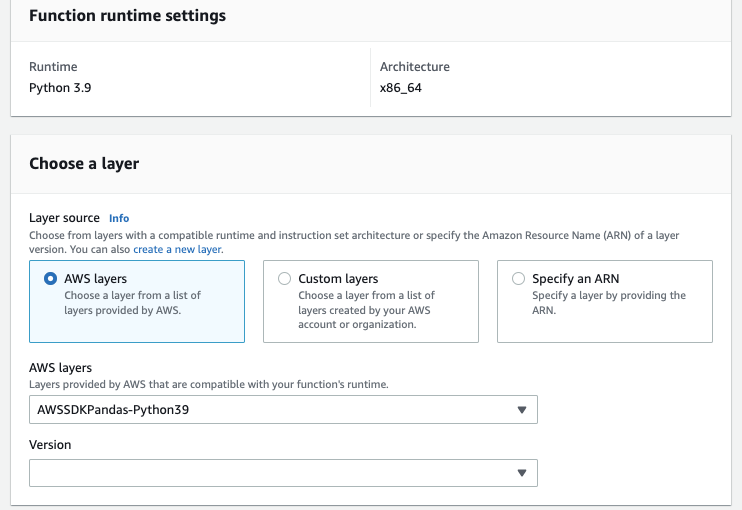 Function runtime settings
Runtime
Python 3.9
Architecture
x86_64
Choose a layer
Layer source Info
Choose from layers with a compatible runtime and instruction set architecture or specify the Amazon Resource Name (ARN) of a layer
version. You can also create a new layer.
AWS layers
Choose a layer from a list of
layers provided by AWS.
Custom layers
Choose a layer from a list of
layers created by your AWS
account or organization.
Specify an ARN
Specify a layer by providing the
ARN.
AWS layers
Layers provided by AWS that are compatible with your function's runtime.
AWSSDKPandas-Python39
Version